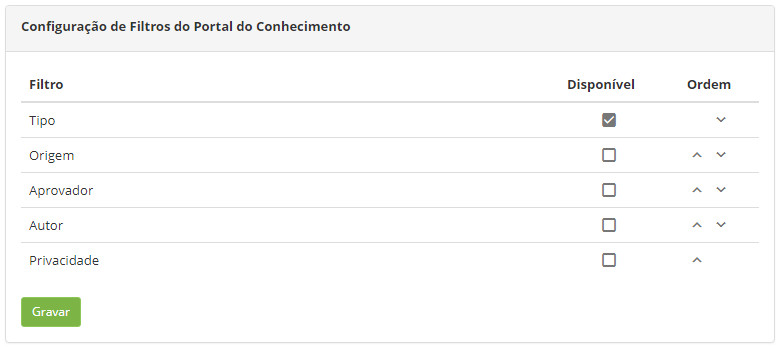 Configuração de Filtros do Portal do Conhecimento
Filtro Disponível Ordem
Tipo
Origem
Aprovador
Autor
Privacidade
Gravar